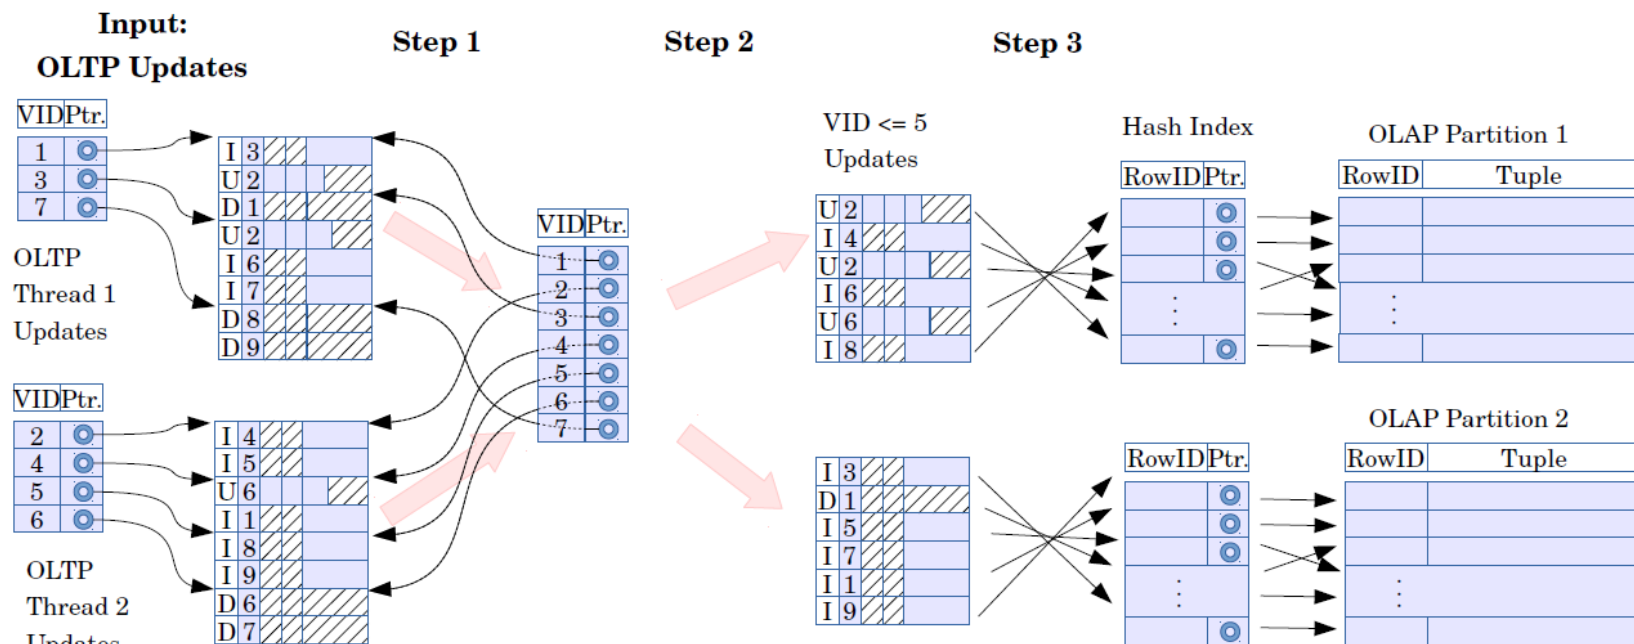 Input:
OLTP Updates
Step 1
Step 2
Step 3
VID Ptr.
1
3
7
OLTP
Thread 1
Updates
I 3
U 2
D 1
U 2
I 6
I 7
D 8
D 9
VID Ptr.
2
4
5
6
OLTP
Thread 2
Updates
I 4
I 5
U 6
I 1
I 8
I 9
D 6
D 7
VID Ptr.
1
2
3
4
5
6
7
VID <= 5
Updates
U 2
I 4
U 2
I 6
U 6
I 8
I 3
D 1
I 5
I 7
I 1
I 9
Hash Index
RowID Ptr.
⋮
OLAP Partition 1
RowID Tuple
⋮
RowID Ptr.
⋮
OLAP Partition 2
RowID Tuple
⋮